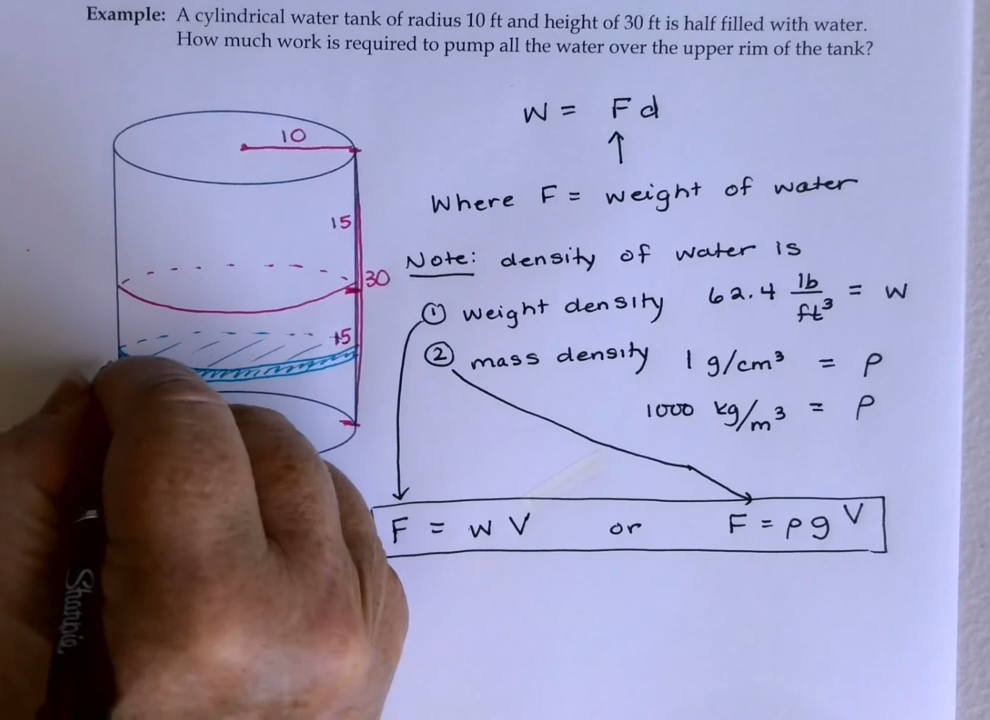 Example: A cylindrical water tank of radius 10 ft and height of 30 ft is half filled with water.
How much work is required to pump all the water over the upper rim of the tank?
10
15
30
15
W = Fd
↑
Where F = weight of water
Note: density of water is
① weight density 62.4 lb/ft³ = w
② mass density 1 g/cm³ = ρ
1000 kg/m³ = ρ
F = wV or F = ρgV
Sharpie